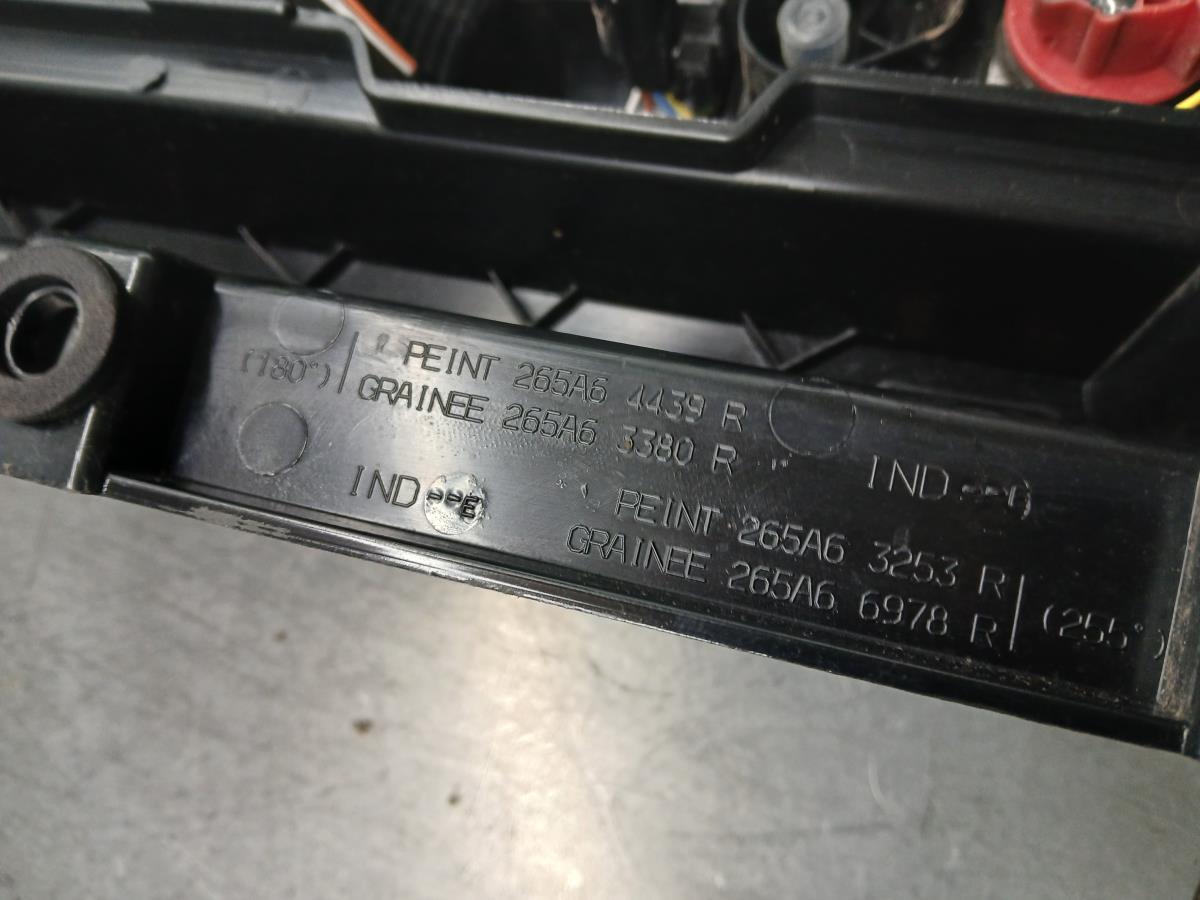 (180°)
PEINT 265A6 4439 R
GRAINEE 265A6 3380 R
IND --E
IND --
PEINT 265A6 3253 R
GRAINEE 265A6 6978 R
(255°)